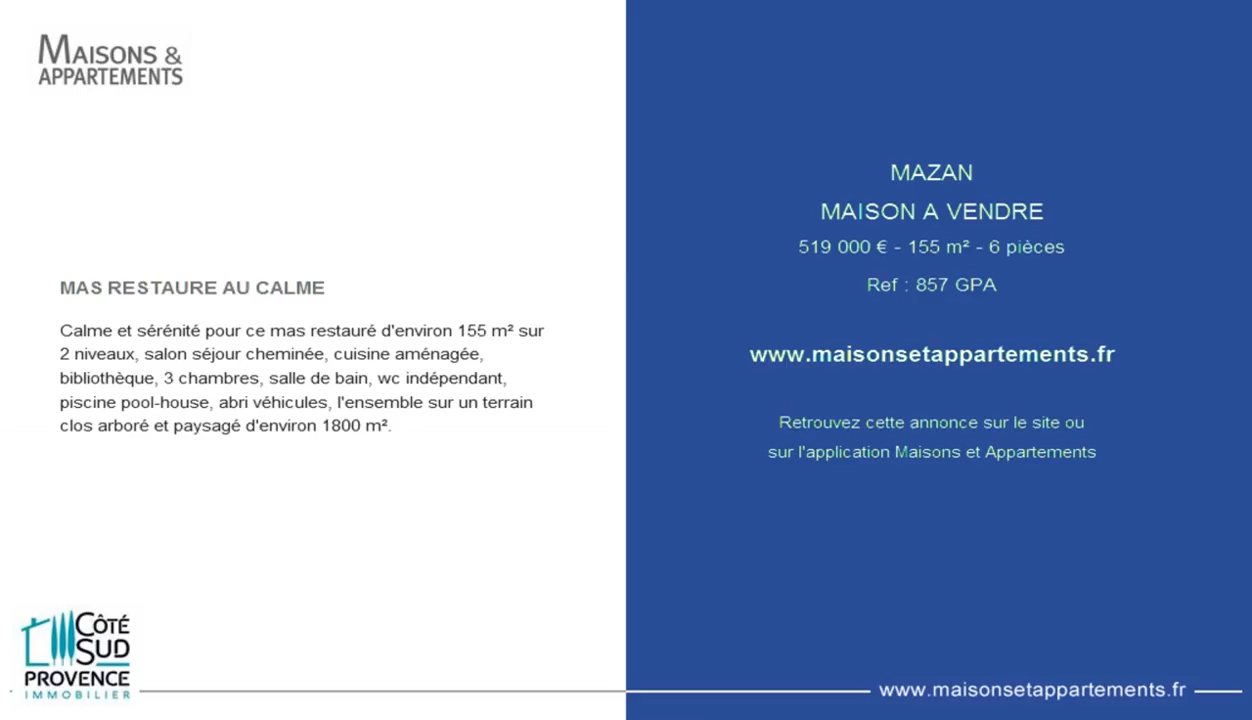 MAISONS &
APPARTEMENTS
MAS RESTAURE AU CALME
Calme et sérénité pour ce mas restauré d'environ 155 m² sur
2 niveaux, salon séjour cheminée, cuisine aménagée,
bibliothèque, 3 chambres, salle de bain, wc indépendant,
piscine pool-house, abri véhicules, l'ensemble sur un terrain
clos arboré et paysagé d'environ 1800 m².
CÔTÉ
SUD
PROVENCE
IMMOBILIER
MAZAN
MAISON A VENDRE
519 000 € - 155 m² - 6 pièces
Ref : 857 GPA
www.maisonsetappartements.fr
Retrouvez cette annonce sur le site ou
sur l'application Maisons et Appartements
www.maisonsetappartements.fr